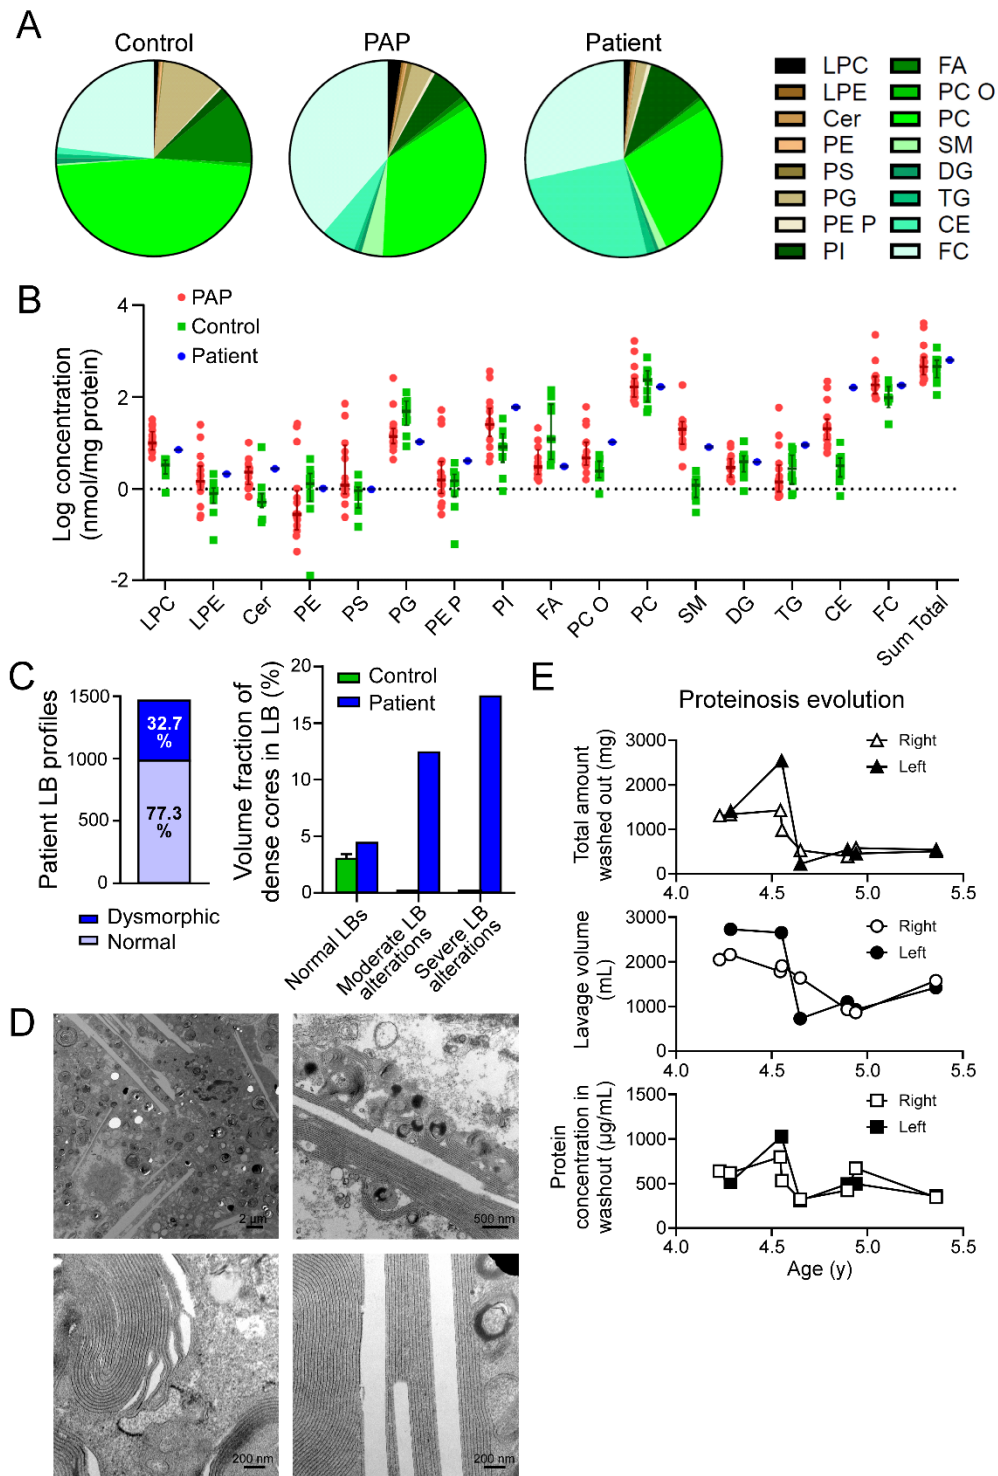 A
Control
PAP
Patient
LPC
LPE
Cer
PE
PS
PG
PE P
PI
FA
PC O
PC
SM
DG
TG
CE
FC
B
PAP
Control
Patient
Log concentration
(nmol/mg protein)
4
2
0
-2
LPC
LPE
Cer
PE
PS
PG
PE P
PI
FA
PC O
PC
SM
DG
TG
CE
FC
Sum Total
C
Patient LB profiles
1500
1000
500
0
32.7
%
77.3
%
Dysmorphic
Normal
Volume fraction of
dense cores in LB (%)
20
15
10
5
0
Control
Patient
Normal LBs
Moderate LB
alterations
Severe LB
alterations
D
2 µm
500 nm
200 nm
200 nm
E
Proteinosis evolution
Total amount
washed out (mg)
3000
2000
1000
0
Right
Left
4.0
4.5
5.0
5.5
Lavage volume
(mL)
3000
2000
1000
0
Right
Left
4.0
4.5
5.0
5.5
Protein
concentration in
washout (µg/mL)
1500
1000
500
0
Right
Left
4.0
4.5
5.0
5.5
Age (y)